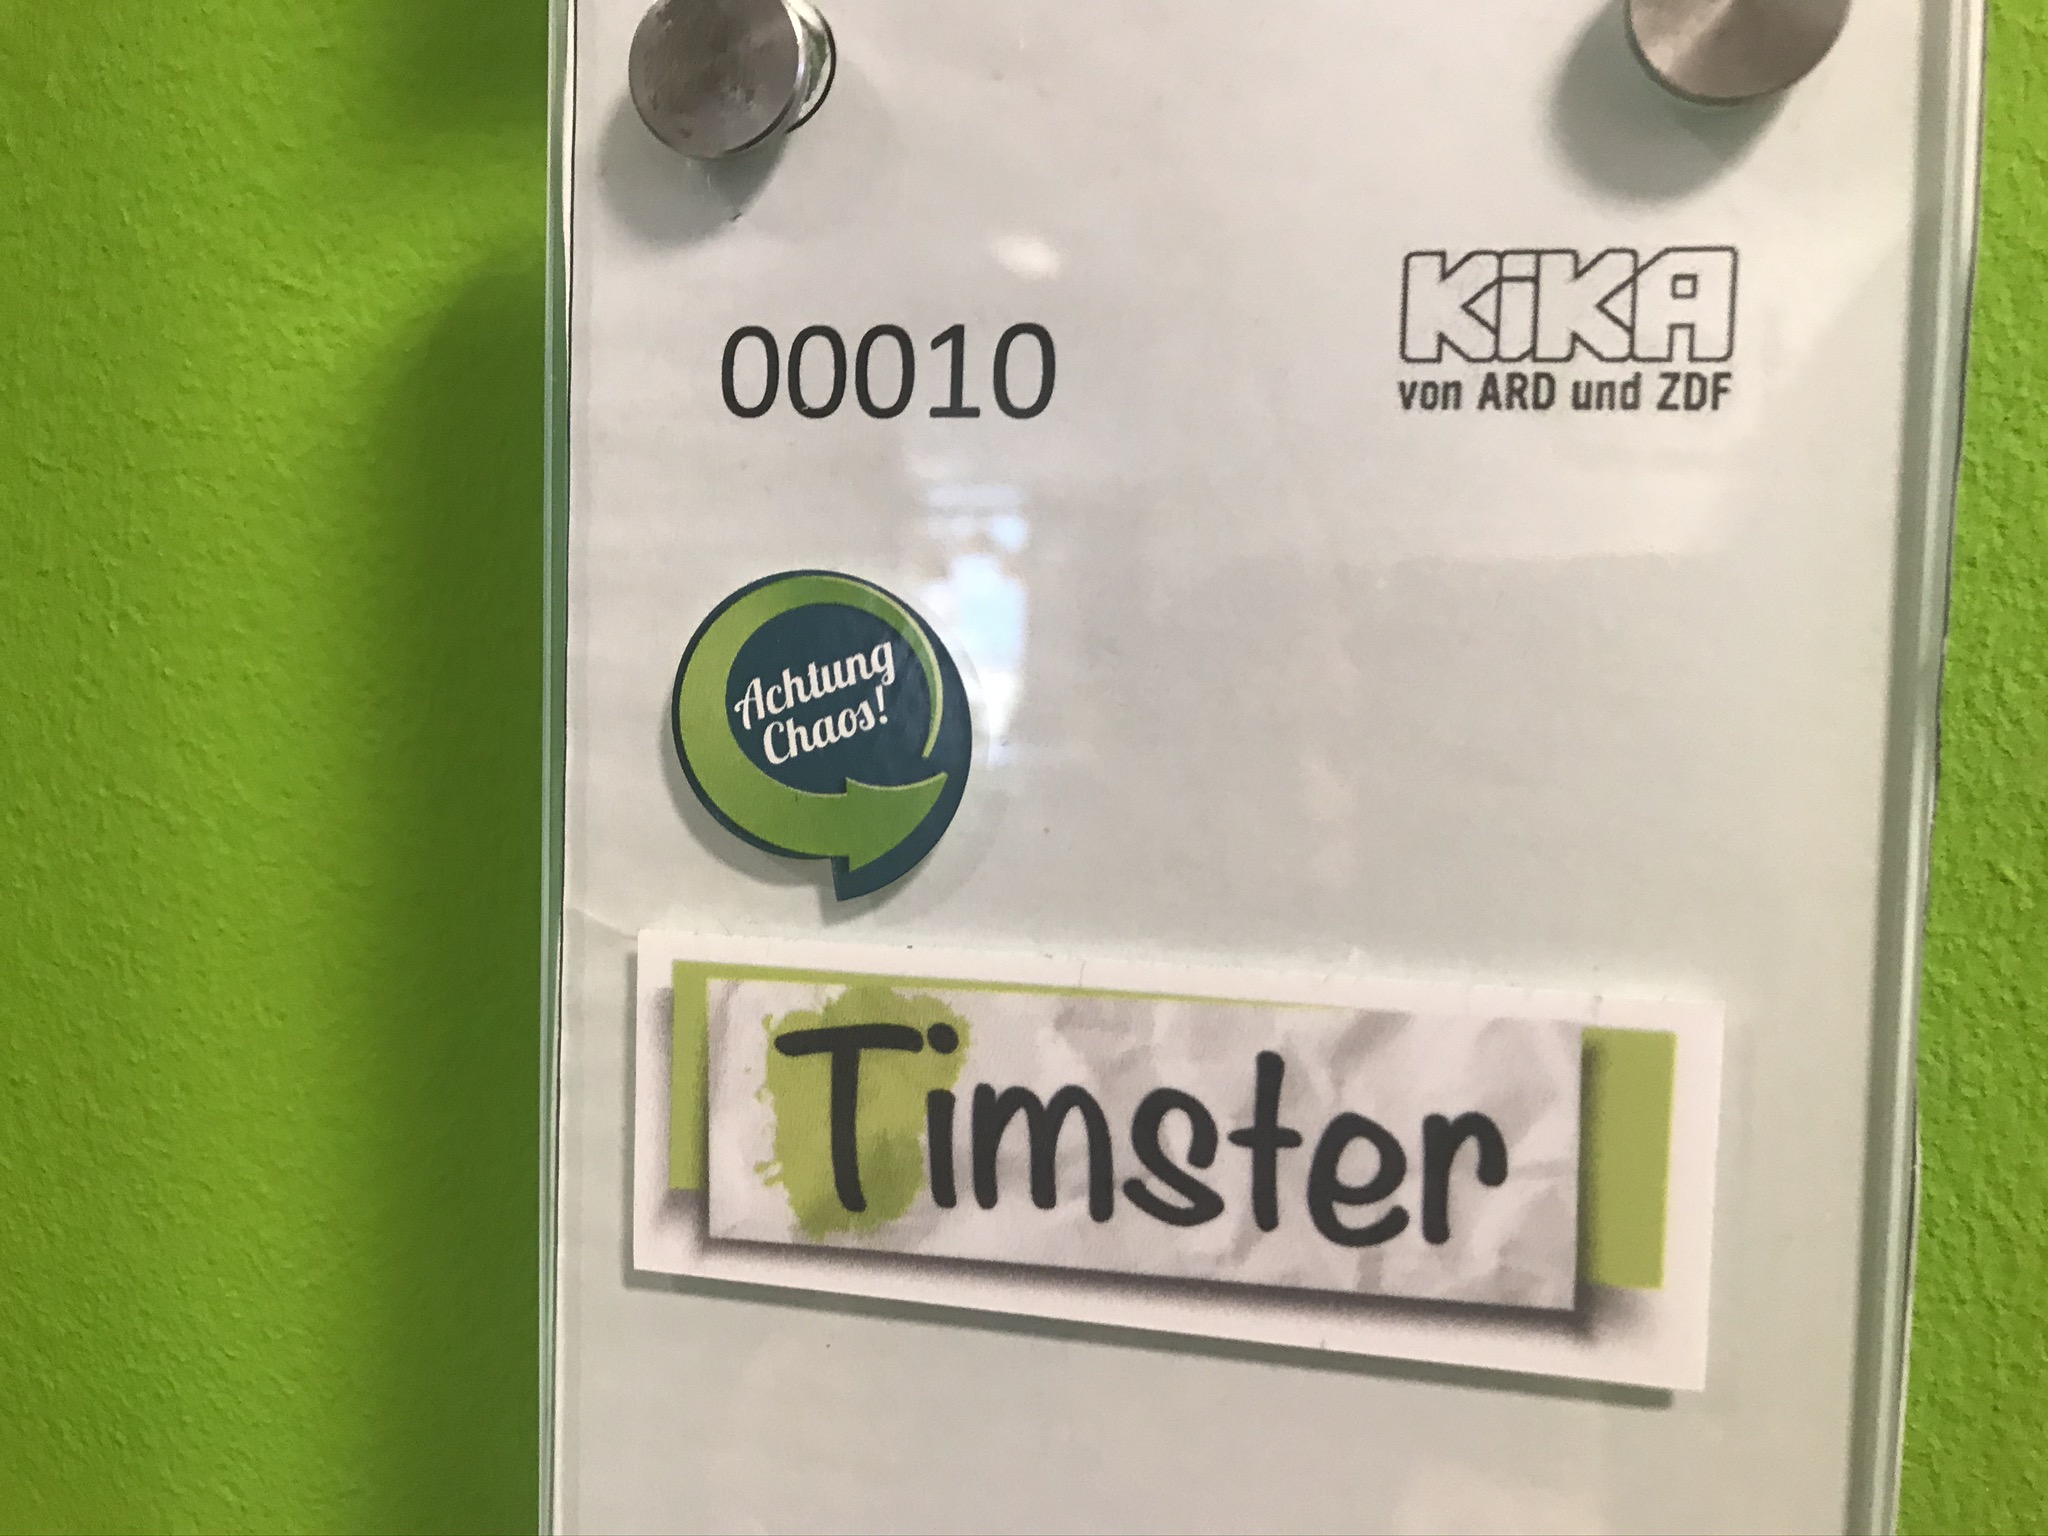 00010
KiKA
von ARD und ZDF
Achtung
Chaos!
Timster